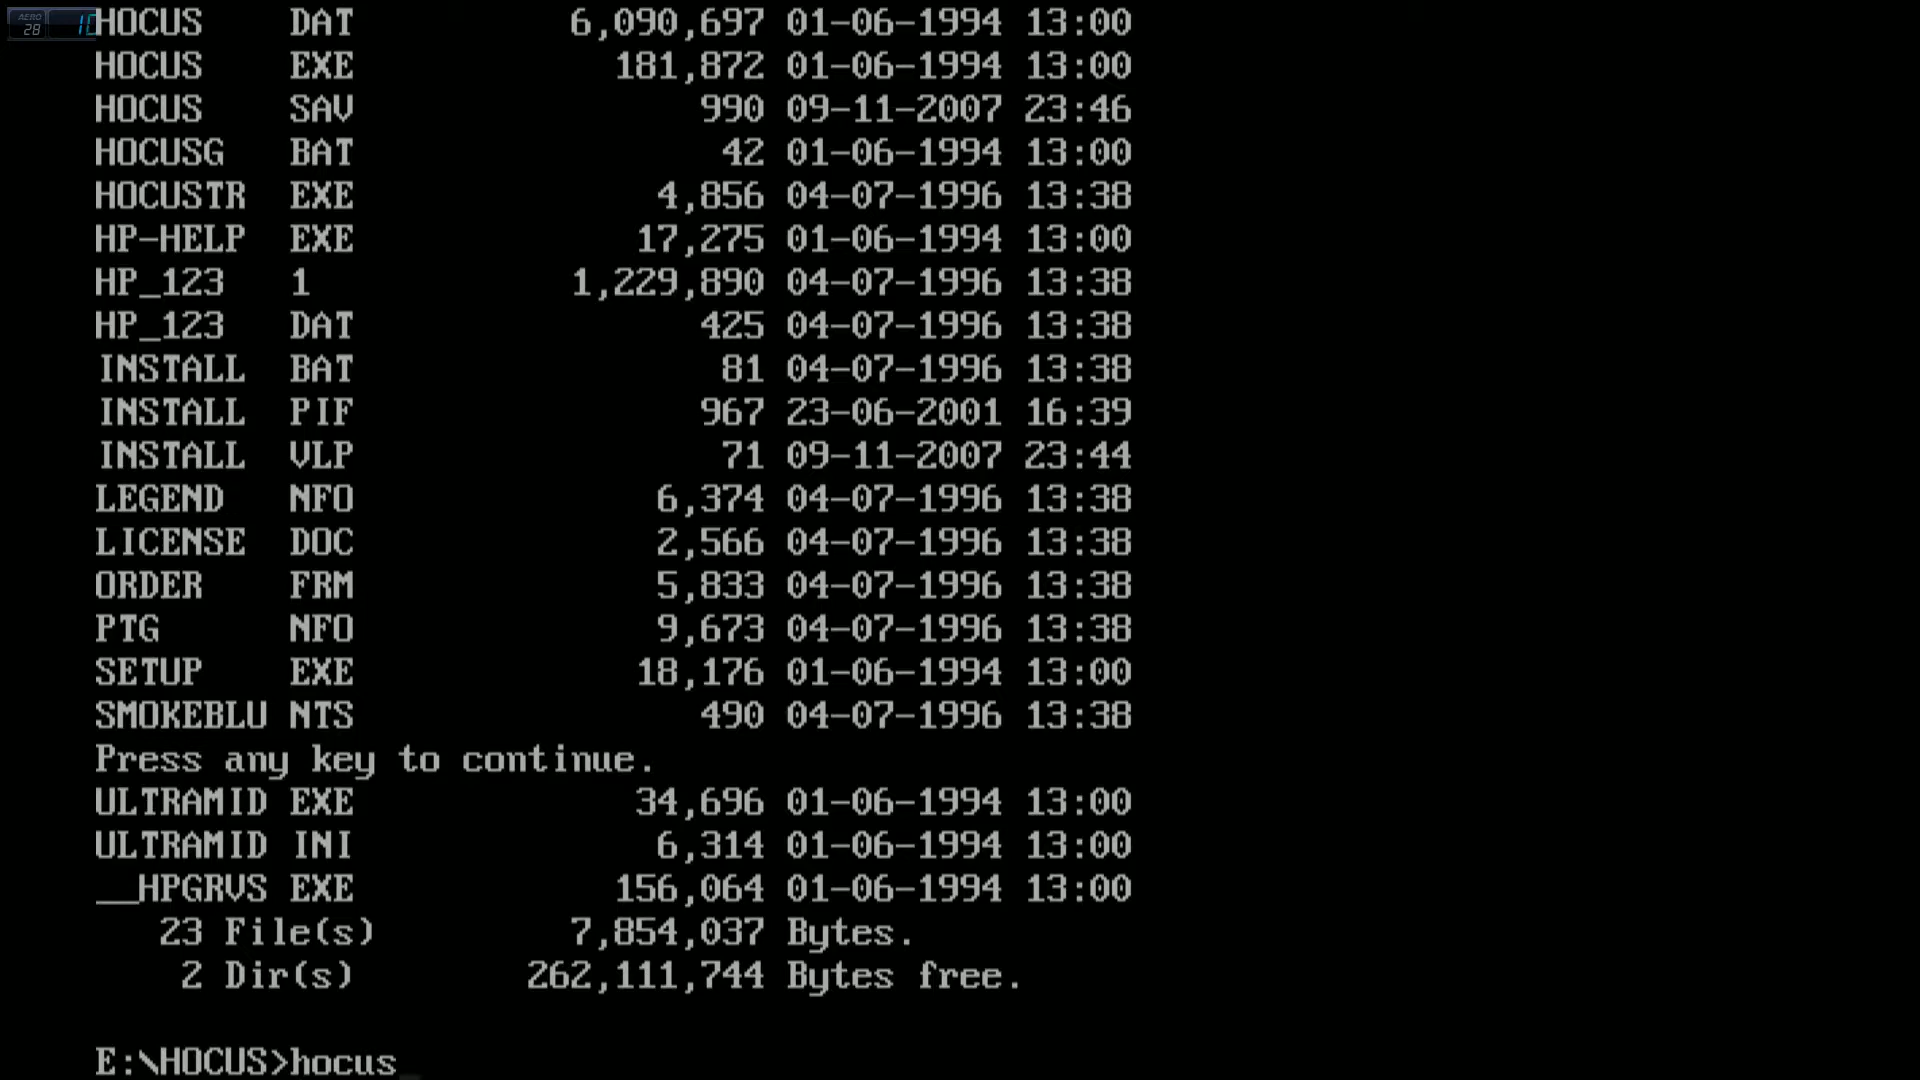 AERO
28 10
HOCUS DAT 6,090,697 01-06-1994 13:00
HOCUS EXE 181,872 01-06-1994 13:00
HOCUS SAV 990 09-11-2007 23:46
HOCUSG BAT 42 01-06-1994 13:00
HOCUSTR EXE 4,856 04-07-1996 13:38
HP-HELP EXE 17,275 01-06-1994 13:00
HP_123 1 1,229,890 04-07-1996 13:38
HP_123 DAT 425 04-07-1996 13:38
INSTALL BAT 81 04-07-1996 13:38
INSTALL PIF 967 23-06-2001 16:39
INSTALL VLP 71 09-11-2007 23:44
LEGEND NFO 6,374 04-07-1996 13:38
LICENSE DOC 2,566 04-07-1996 13:38
ORDER FRM 5,833 04-07-1996 13:38
PTG NFO 9,673 04-07-1996 13:38
SETUP EXE 18,176 01-06-1994 13:00
SMOKEBLU NTS 490 04-07-1996 13:38
Press any key to continue.
ULTRAMID EXE 34,696 01-06-1994 13:00
ULTRAMID INI 6,314 01-06-1994 13:00
__HPGRVS EXE 156,064 01-06-1994 13:00
23 File(s) 7,854,037 Bytes.
2 Dir(s) 262,111,744 Bytes free.
E:\HOCUS>hocus_